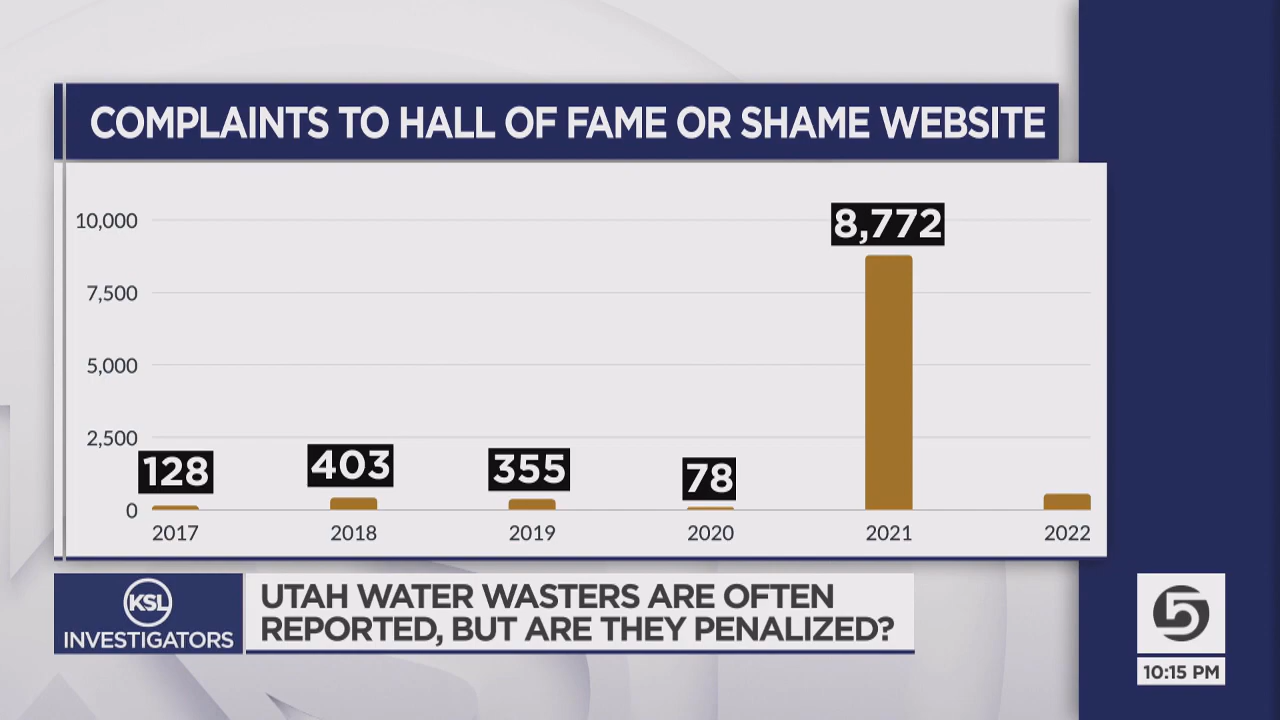 COMPLAINTS TO HALL OF FAME OR SHAME WEBSITE
10,000
7,500
5,000
2,500
0
128
403
355
78
8,772
2017
2018
2019
2020
2021
2022
KSL
INVESTIGATORS
UTAH WATER WASTERS ARE OFTEN
REPORTED, BUT ARE THEY PENALIZED?
5
10:15 PM